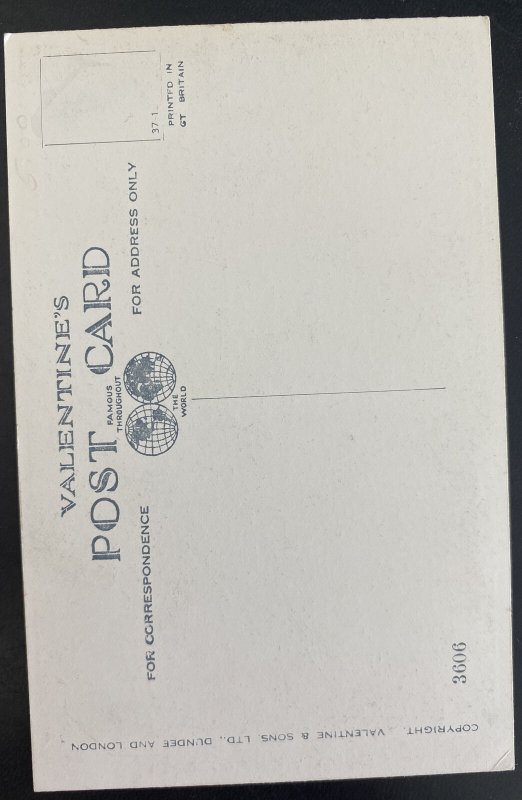 VALENTINE'S
POST CARD
FAMOUS
THROUGHOUT
THE
WORLD
FOR CORRESPONDENCE
FOR ADDRESS ONLY
37-1
PRINTED IN
GT BRITAIN
3606
COPYRIGHT. VALENTINE & SONS, LTD., DUNDEE AND LONDON